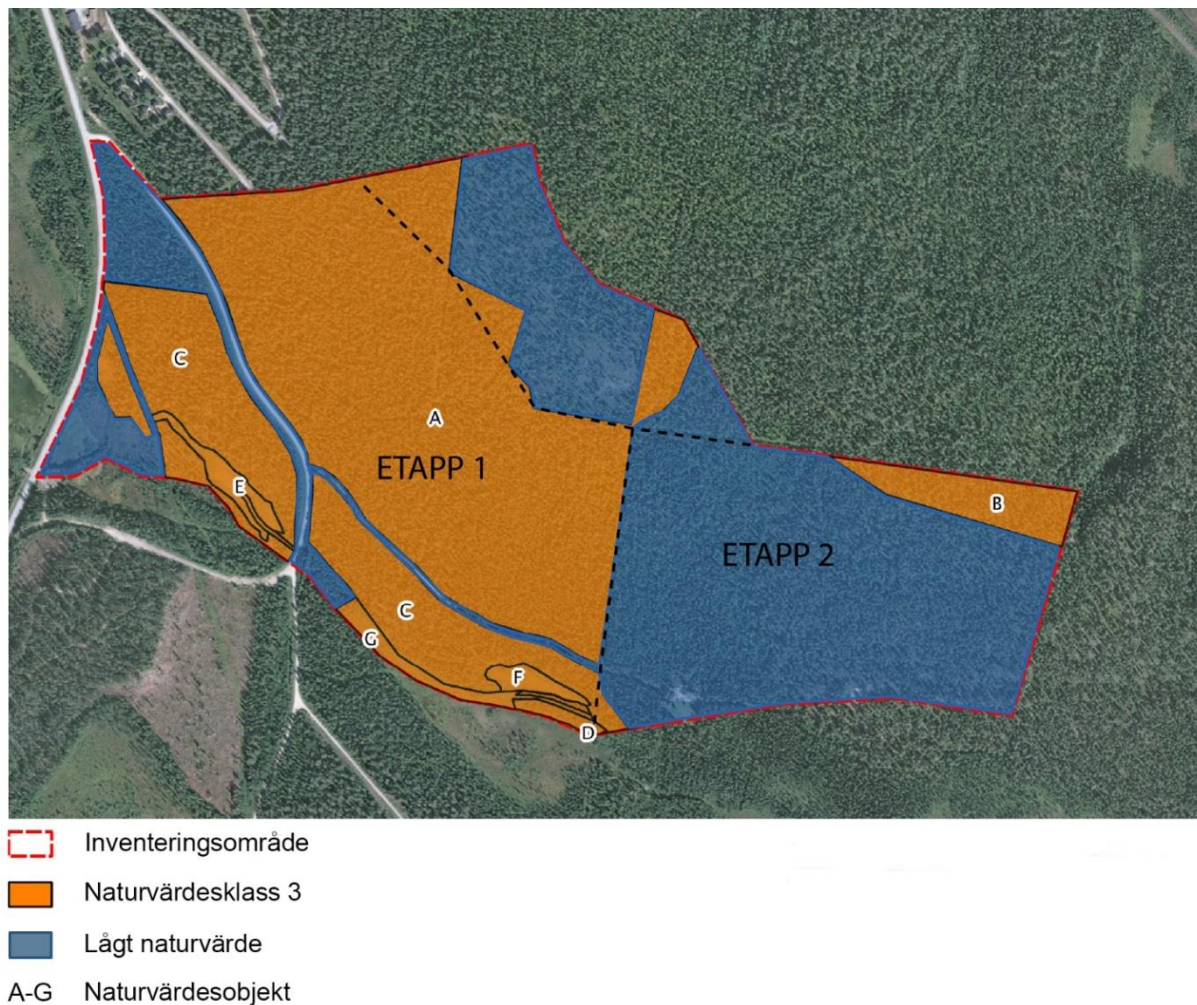 C
A
ETAPP 1
E
B
ETAPP 2
C
G
F
D
Inventeringsområde
Naturvärdesklass 3
Lågt naturvärde
A-G Naturvärdesobjekt